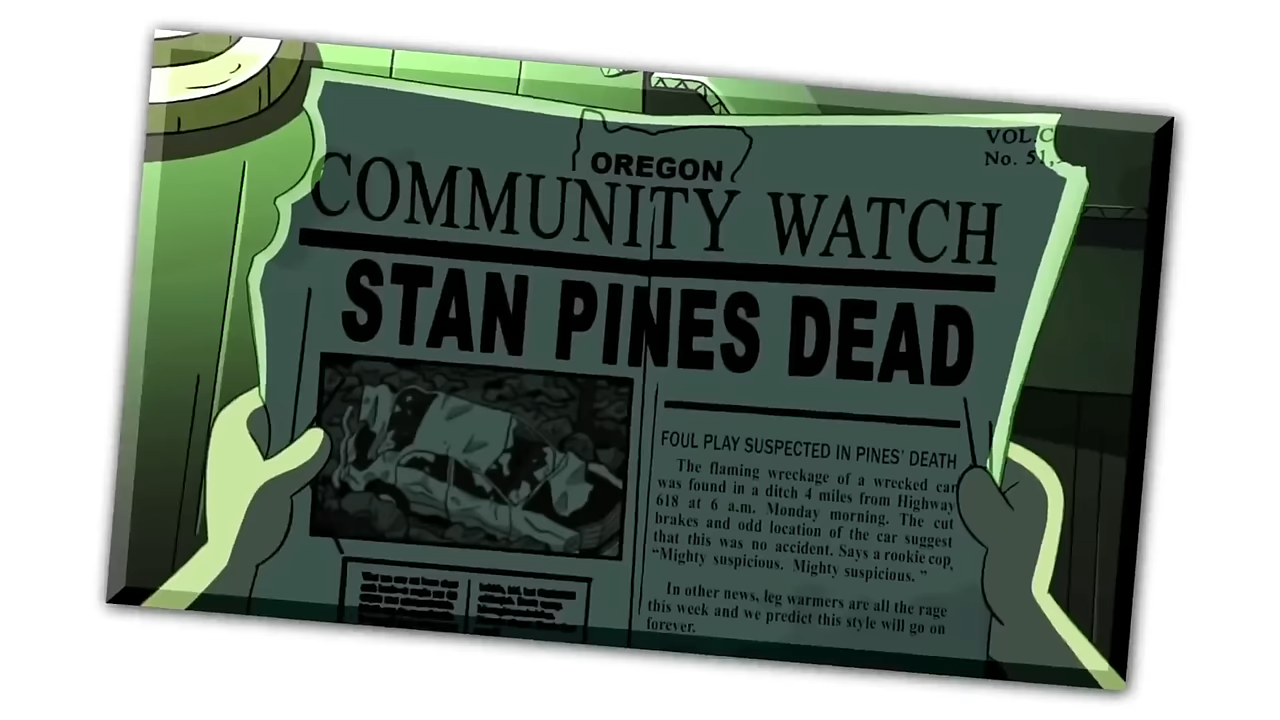 OREGON
VOL.C
No. 51,
COMMUNITY WATCH
STAN PINES DEAD
FOUL PLAY SUSPECTED IN PINES' DEATH
The flaming wreckage of a wrecked car
was found in a ditch 4 miles from Highway
618 at 6 a.m. Monday morning. The cut
brakes and odd location of the car suggest
that this was no accident. Says a rookie cop,
“Mighty suspicious. Mighty suspicious. ”
In other news, leg warmers are all the rage
this week and we predict this style will go on
forever.